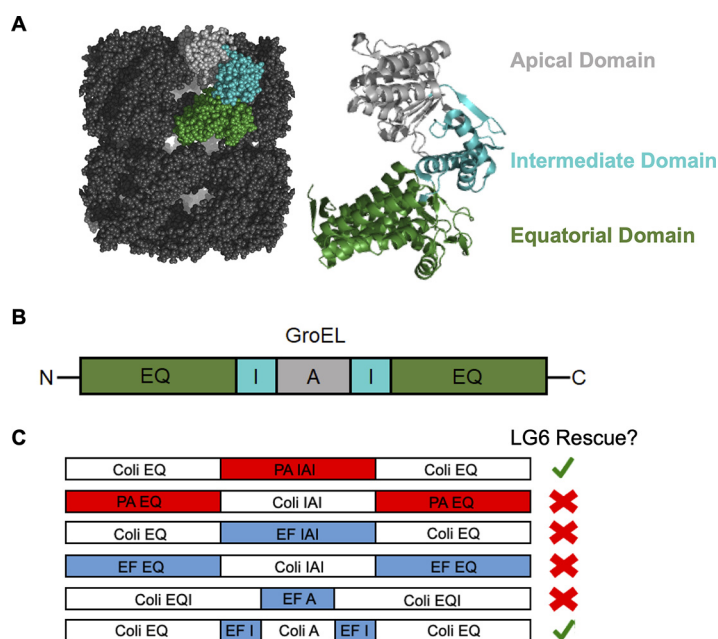 A
Apical Domain
Intermediate Domain
Equatorial Domain
B
GroEL
N EQ I A I EQ C
C
LG6 Rescue?
Coli EQ PA IAI Coli EQ
PA EQ Coli IAI PA EQ
Coli EQ EF IAI Coli EQ
EF EQ Coli IAI EF EQ
Coli EQI EF A Coli EQI
Coli EQ EF I Coli A EF I Coli EQ